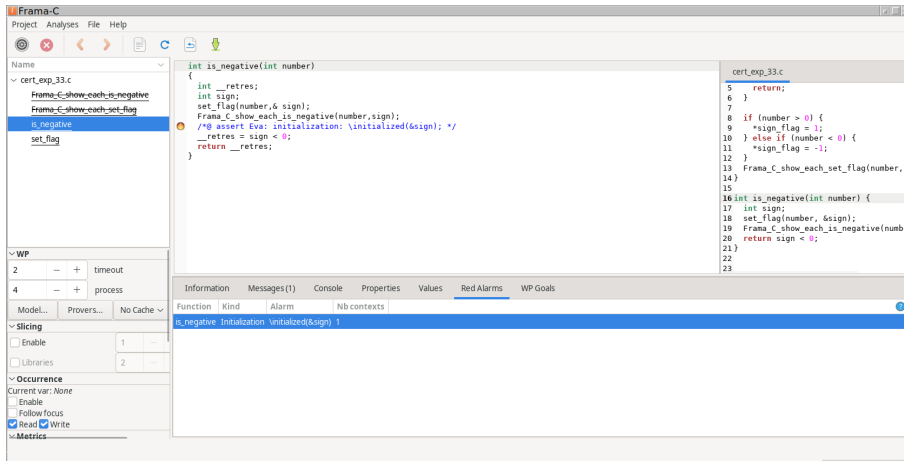 Frama-C
Project Analyses File Help
Name
cert_exp_33.c
Frama_C_show_each_is_negative
Frama_C_show_each_set_flag
is_negative
set_flag
int is_negative(int number)
{
int __retres;
int sign;
set_flag(number,& sign);
Frama_C_show_each_is_negative(number,sign);
/*@ assert Eva: initialization: \initialized(&sign); */
__retres = sign < 0;
return __retres;
}
cert_exp_33.c
5 return;
6 }
7
8 if (number > 0) {
9 *sign_flag = 1;
10 } else if (number < 0) {
11 *sign_flag = -1;
12 }
13 Frama_C_show_each_set_flag(number,
14 }
15
16 int is_negative(int number) {
17 int sign;
18 set_flag(number, &sign);
19 Frama_C_show_each_is_negative(numb
20 return sign < 0;
21 }
22
23
WP
2 − + timeout
4 − + process
Model... Provers... No Cache
Slicing
Enable 1 −
Libraries 2 −
Occurrence
Current var: None
Enable
Follow focus
Read Write
Metrics
Information Messages (1) Console Properties Values Red Alarms WP Goals
Function Kind Alarm Nb contexts
is_negative Initialization \initialized(&sign) 1